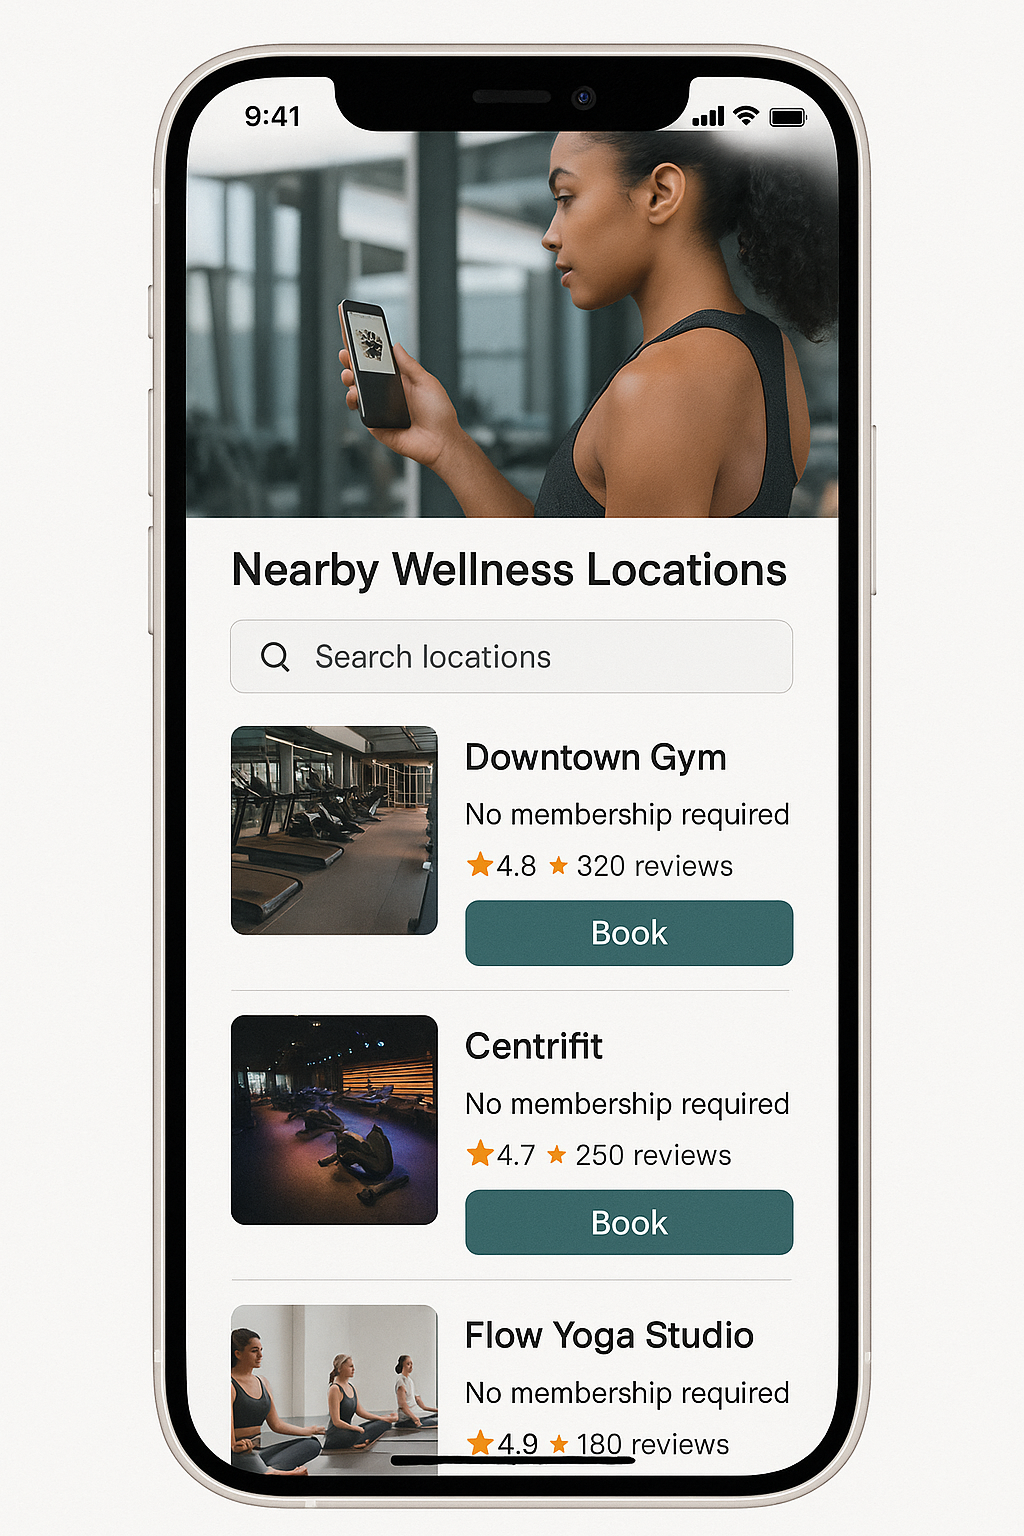 9:41
Nearby Wellness Locations
Search locations
Downtown Gym
No membership required
★4.8 ★ 320 reviews
Book
Centrifit
No membership required
★4.7 ★ 250 reviews
Book
Flow Yoga Studio
No membership required
★4.9 ★ 180 reviews